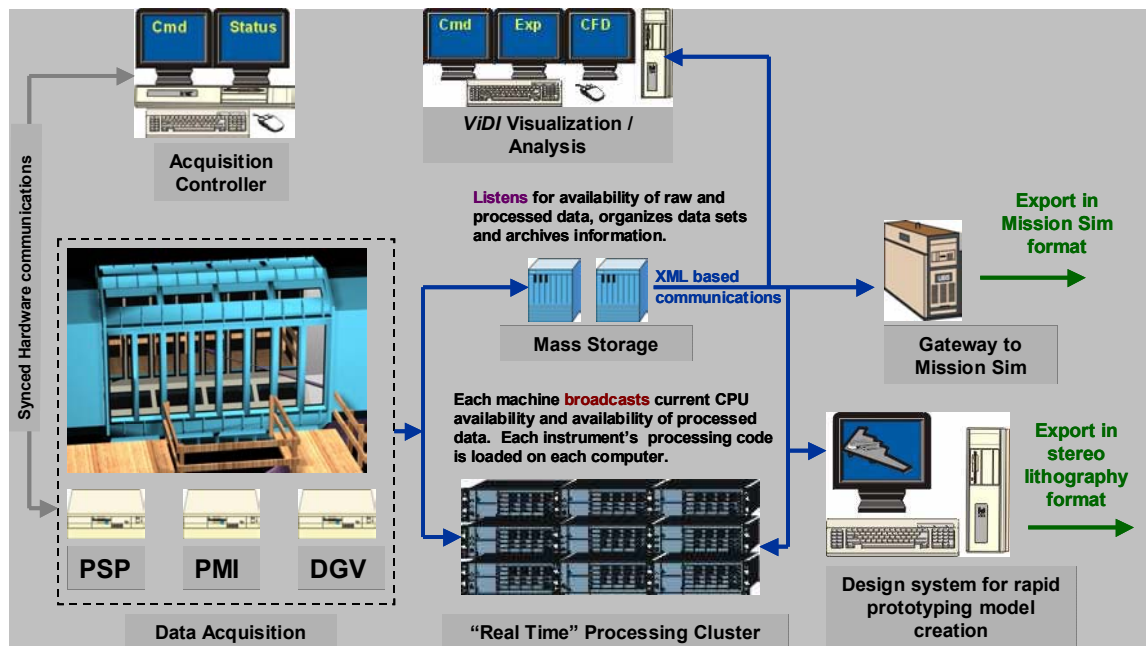 Cmd
Status
Cmd
Exp
CFD
Synced Hardware communications
Acquisition
Controller
ViDI Visualization /
Analysis
Listens for availability of raw and
processed data, organizes data sets
and archives information.
XML based
communications
Mass Storage
Export in
Mission Sim
format
Gateway to
Mission Sim
Each machine broadcasts current CPU
availability and availability of processed
data. Each instrument's processing code
is loaded on each computer.
Export in
stereo
lithography
format
PSP
PMI
DGV
Data Acquisition
“Real Time” Processing Cluster
Design system for rapid
prototyping model
creation